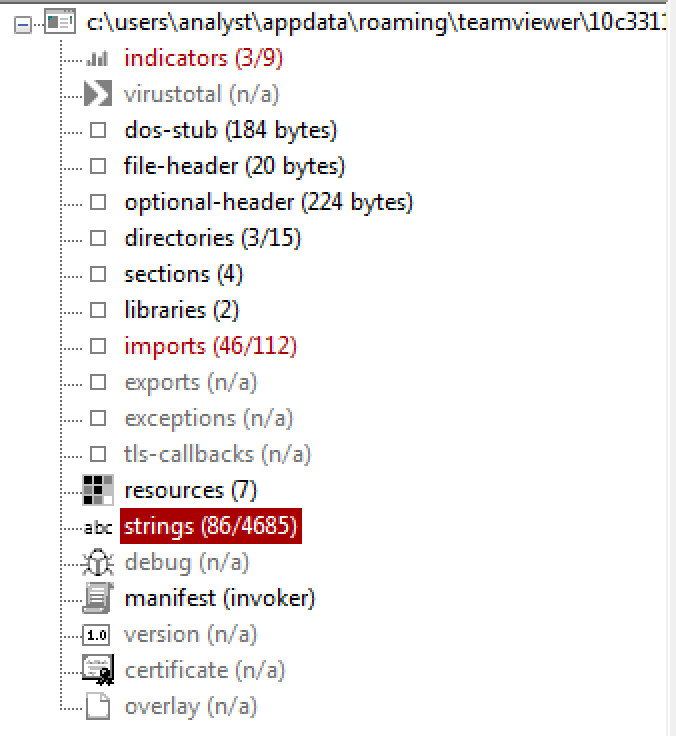 c:\users\analyst\appdata\roaming\teamviewer\10c331
indicators (3/9)
virustotal (n/a)
dos-stub (184 bytes)
file-header (20 bytes)
optional-header (224 bytes)
directories (3/15)
sections (4)
libraries (2)
imports (46/112)
exports (n/a)
exceptions (n/a)
tls-callbacks (n/a)
resources (7)
abc strings (86/4685)
debug (n/a)
manifest (invoker)
1.0 version (n/a)
certificate (n/a)
overlay (n/a)